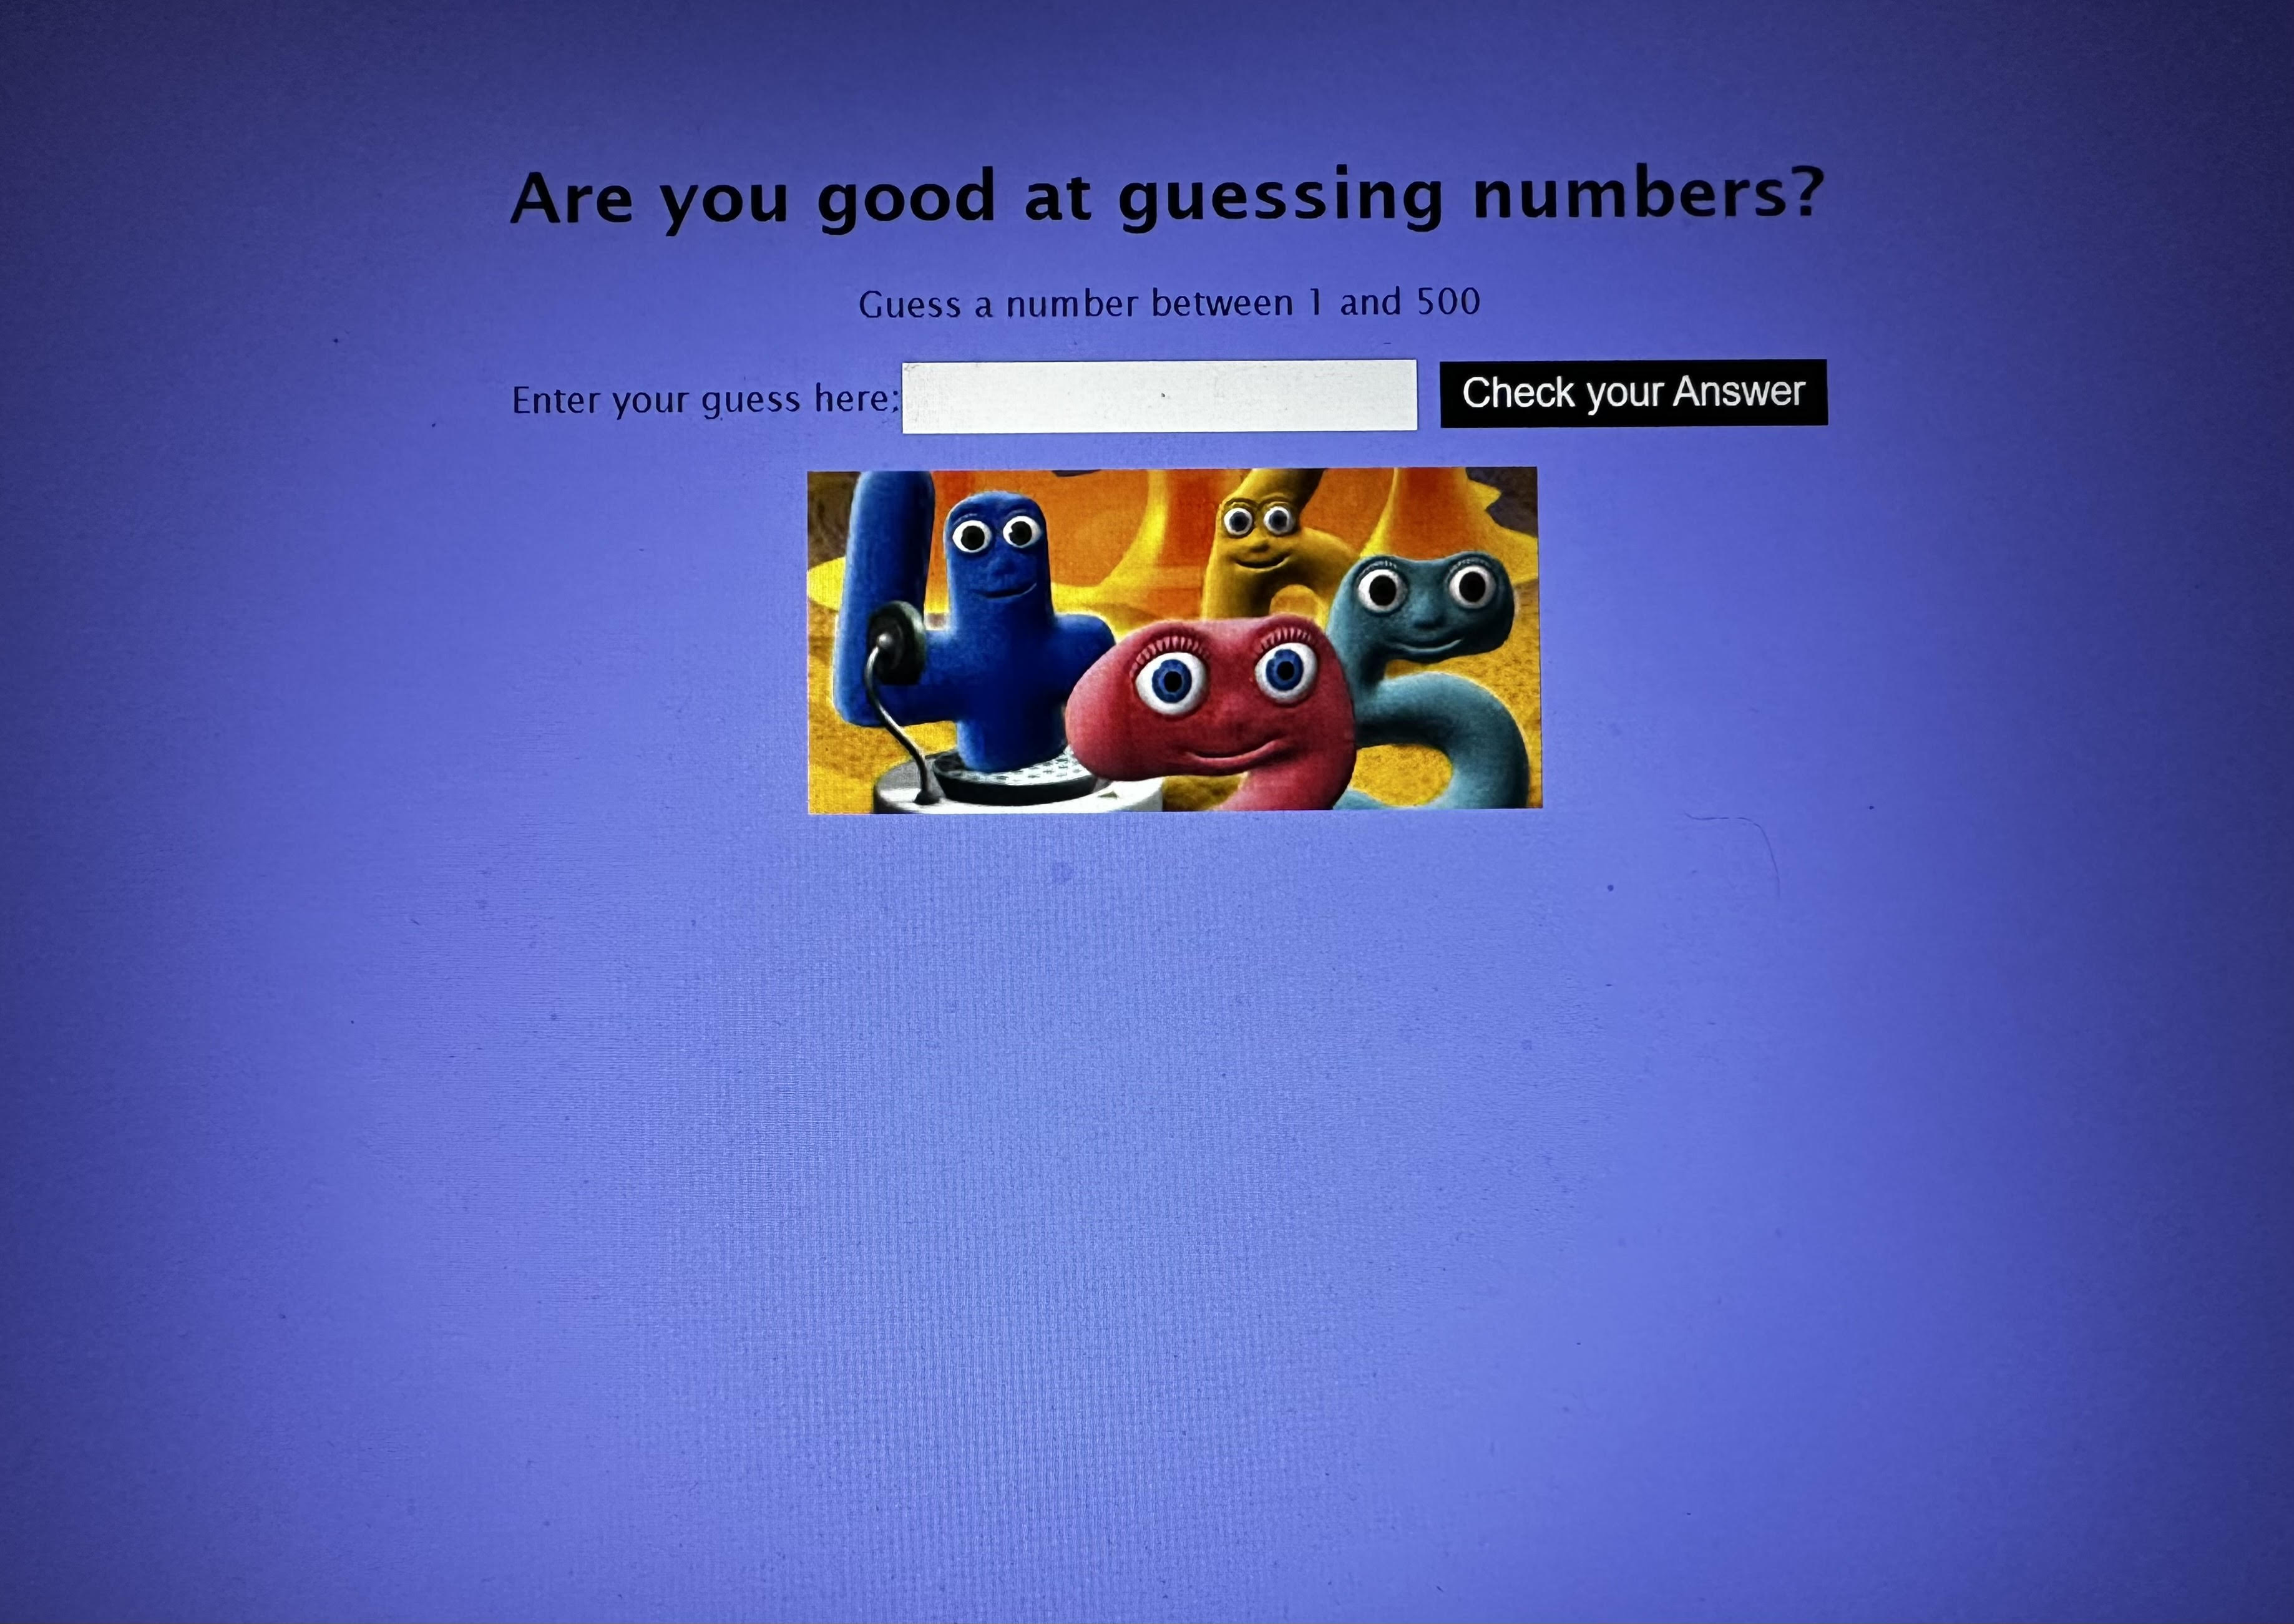 Are you good at guessing numbers?
Guess a number between 1 and 500
Enter your guess here: Check your Answer